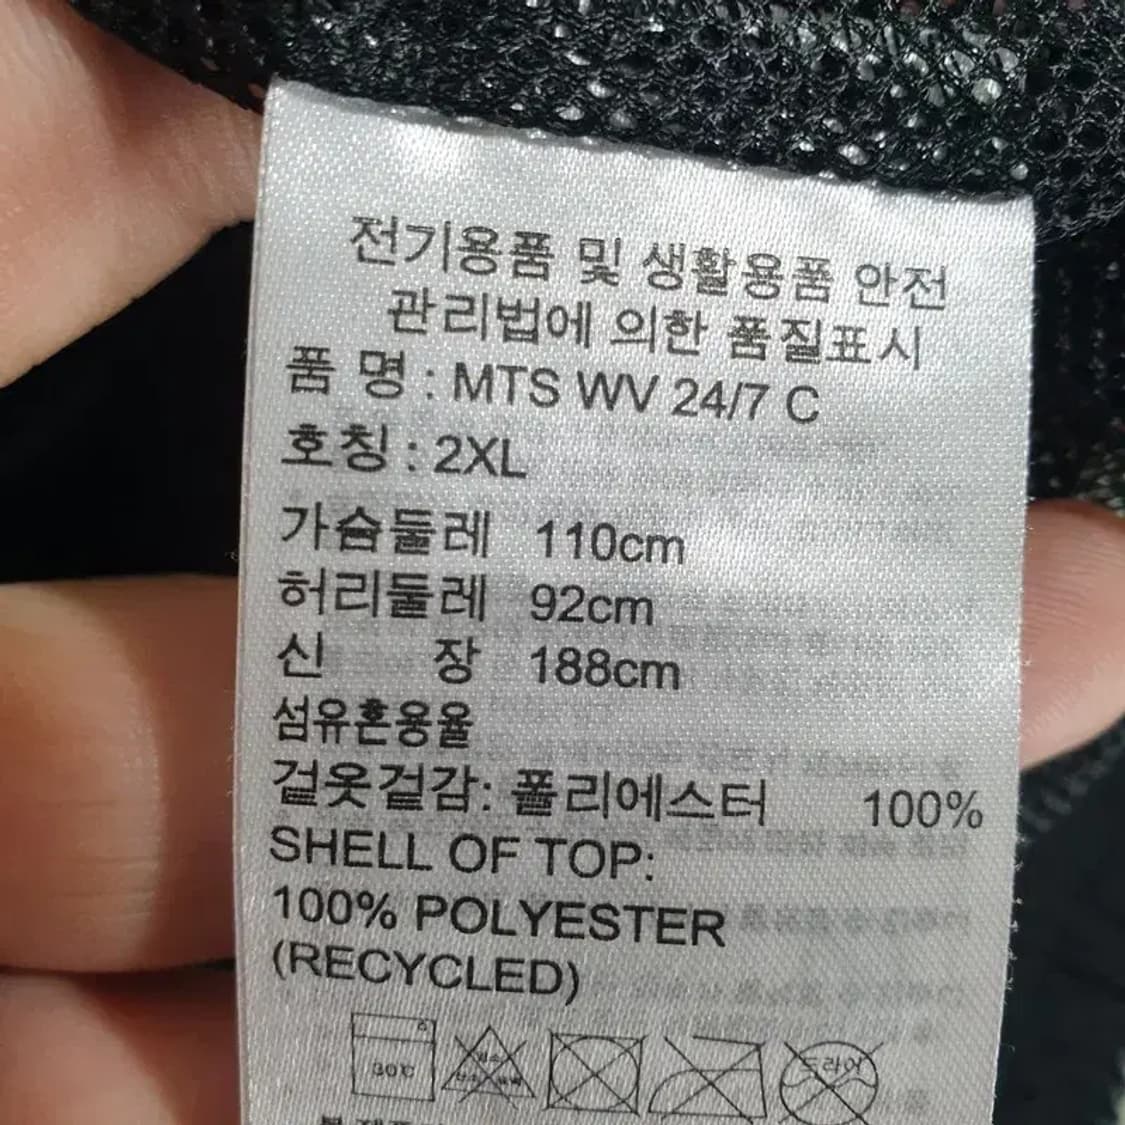 전기용품 및 생활용품 안전
관리법에 의한 품질표시
품 명 : MTS WV 24/7 C
호칭 : 2XL
가슴둘레 110cm
허리둘레 92cm
신 장 188cm
섬유혼용율
겉옷겉감: 폴리에스터 100%
SHELL OF TOP:
100% POLYESTER
(RECYCLED)
30℃ 드라이